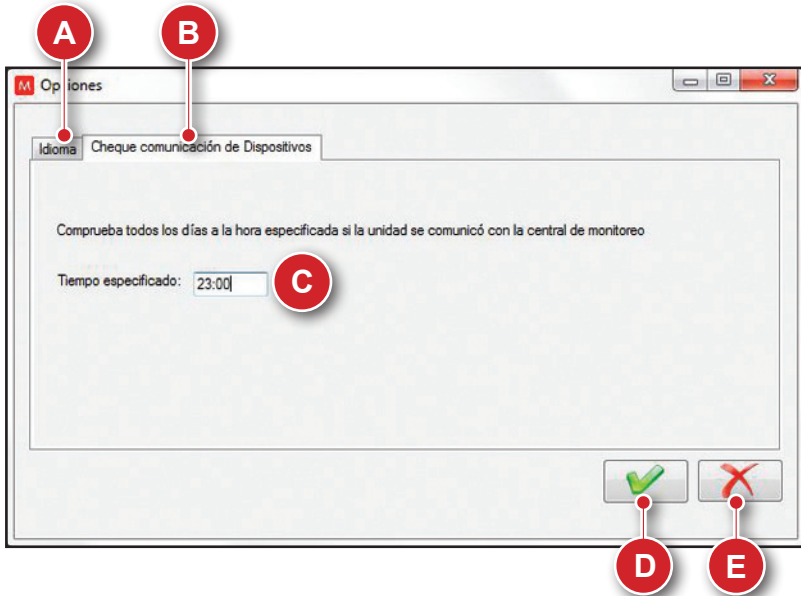 A B
M Optiones
Idioma Cheque comunicación de Dispositivos
Comprueba todos los días a la hora especificada si la unidad se comunicó con la central de monitoreo
Tiempo especificado: 23:00 C
D E